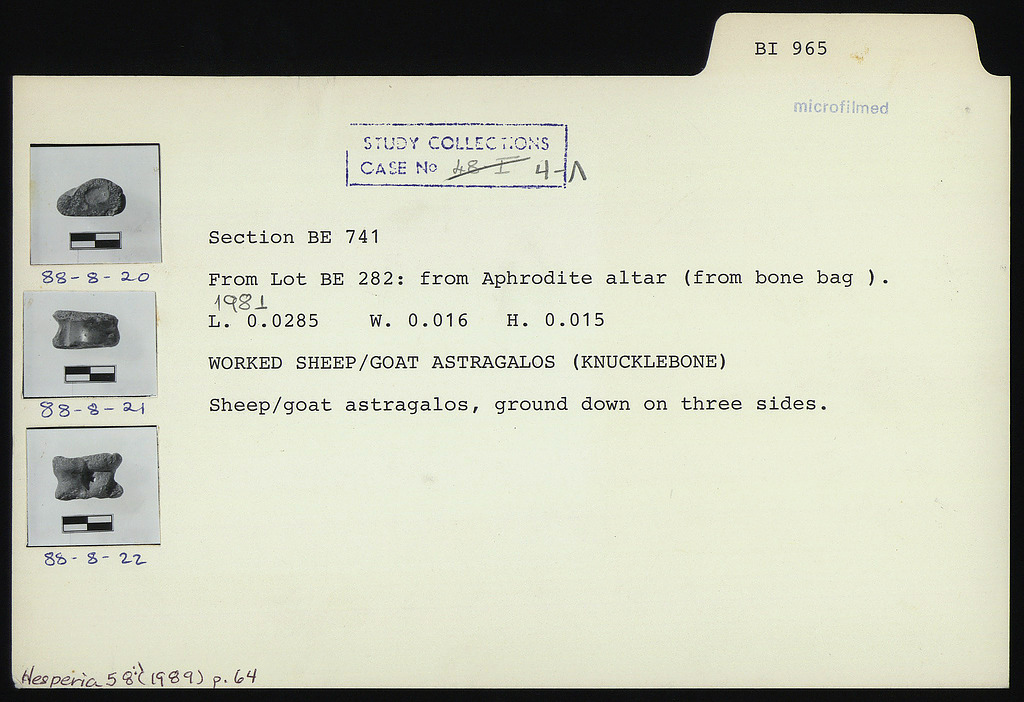 BI 965
microfilmed
STUDY COLLECTIONS
CASE No 48 I 4-Λ
Section BE 741
From Lot BE 282: from Aphrodite altar (from bone bag ).
1981
L. 0.0285 W. 0.016 H. 0.015
WORKED SHEEP/GOAT ASTRAGALOS (KNUCKLEBONE)
Sheep/goat astragalos, ground down on three sides.
88-8-20
88-8-21
88-8-22
Hesperia 58 (1989) p. 64